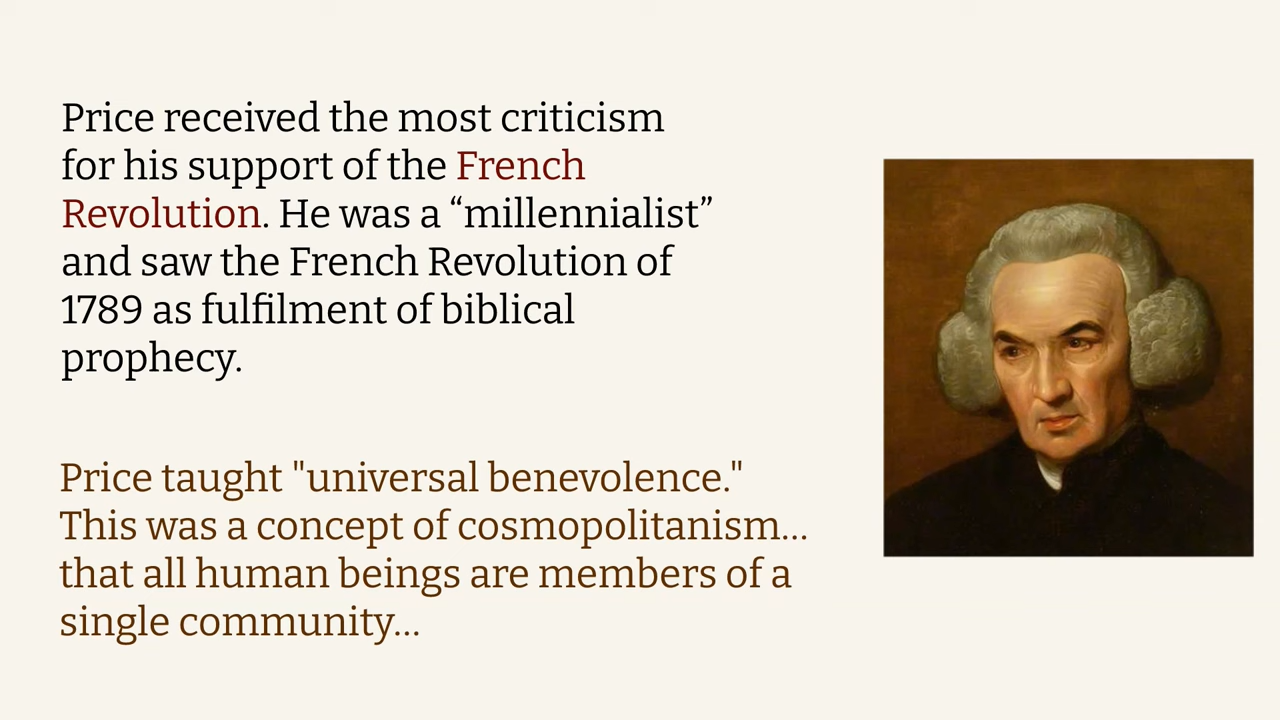 Price received the most criticism
for his support of the French
Revolution. He was a “millennialist”
and saw the French Revolution of
1789 as fulfilment of biblical
prophecy.
Price taught "universal benevolence."
This was a concept of cosmopolitanism...
that all human beings are members of a
single community...